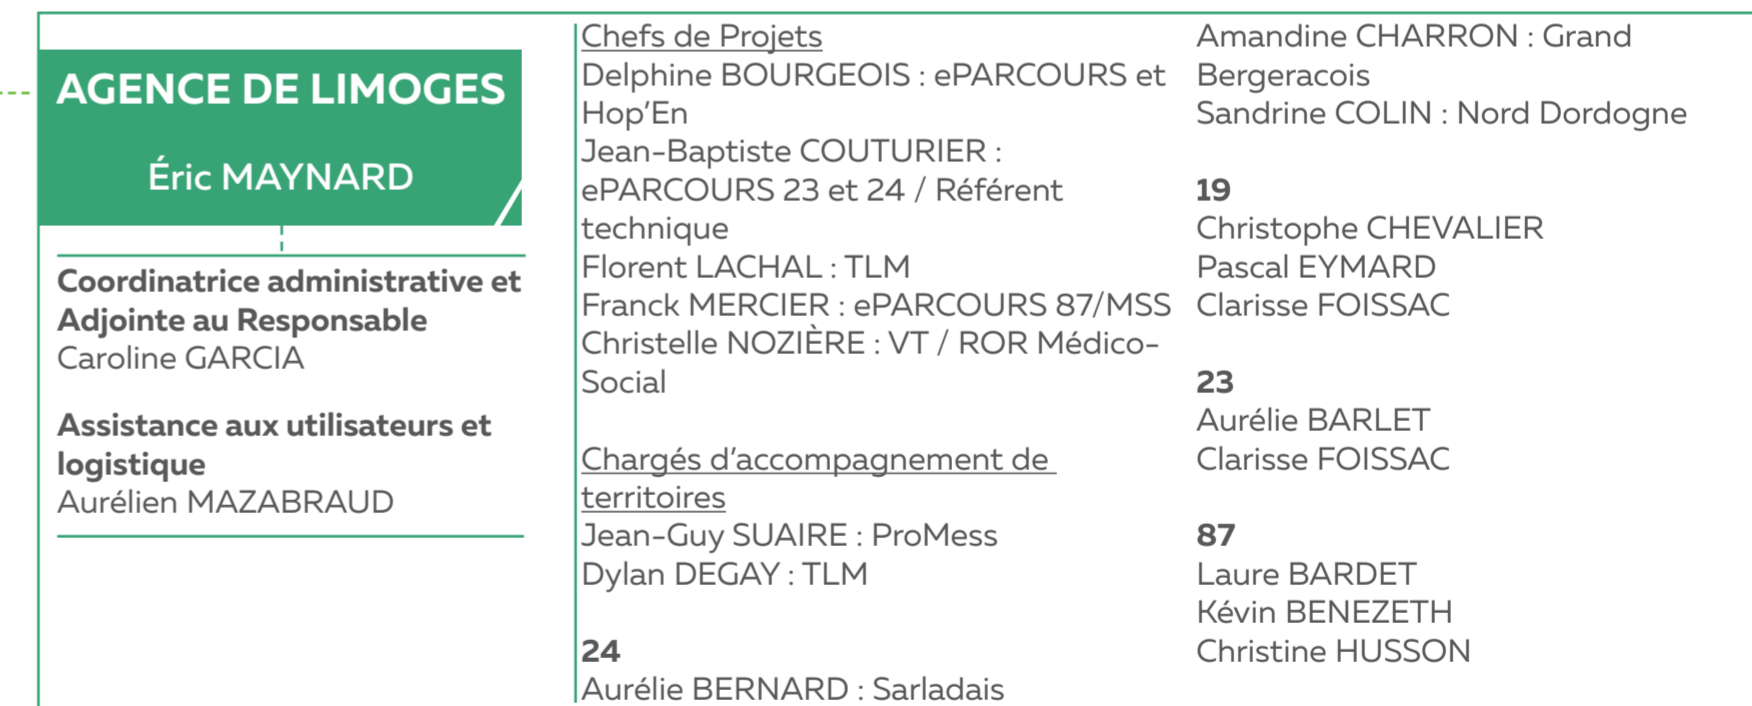 AGENCE DE LIMOGES
Éric MAYNARD
Coordinatrice administrative et
Adjointe au Responsable
Caroline GARCIA
Assistance aux utilisateurs et
logistique
Aurélien MAZABRAUD
Chefs de Projets
Delphine BOURGEOIS : ePARCOURS et
Hop’En
Jean-Baptiste COUTURIER :
ePARCOURS 23 et 24 / Référent
technique
Florent LACHAL : TLM
Franck MERCIER : ePARCOURS 87/MSS
Christelle NOZIÈRE : VT / ROR Médico-
Social
Chargés d’accompagnement de
territoires
Jean-Guy SUAIRE : ProMess
Dylan DEGAY : TLM
24
Aurélie BERNARD : Sarladais
Amandine CHARRON : Grand
Bergeracois
Sandrine COLIN : Nord Dordogne
19
Christophe CHEVALIER
Pascal EYMARD
Clarisse FOISSAC
23
Aurélie BARLET
Clarisse FOISSAC
87
Laure BARDET
Kévin BENEZETH
Christine HUSSON